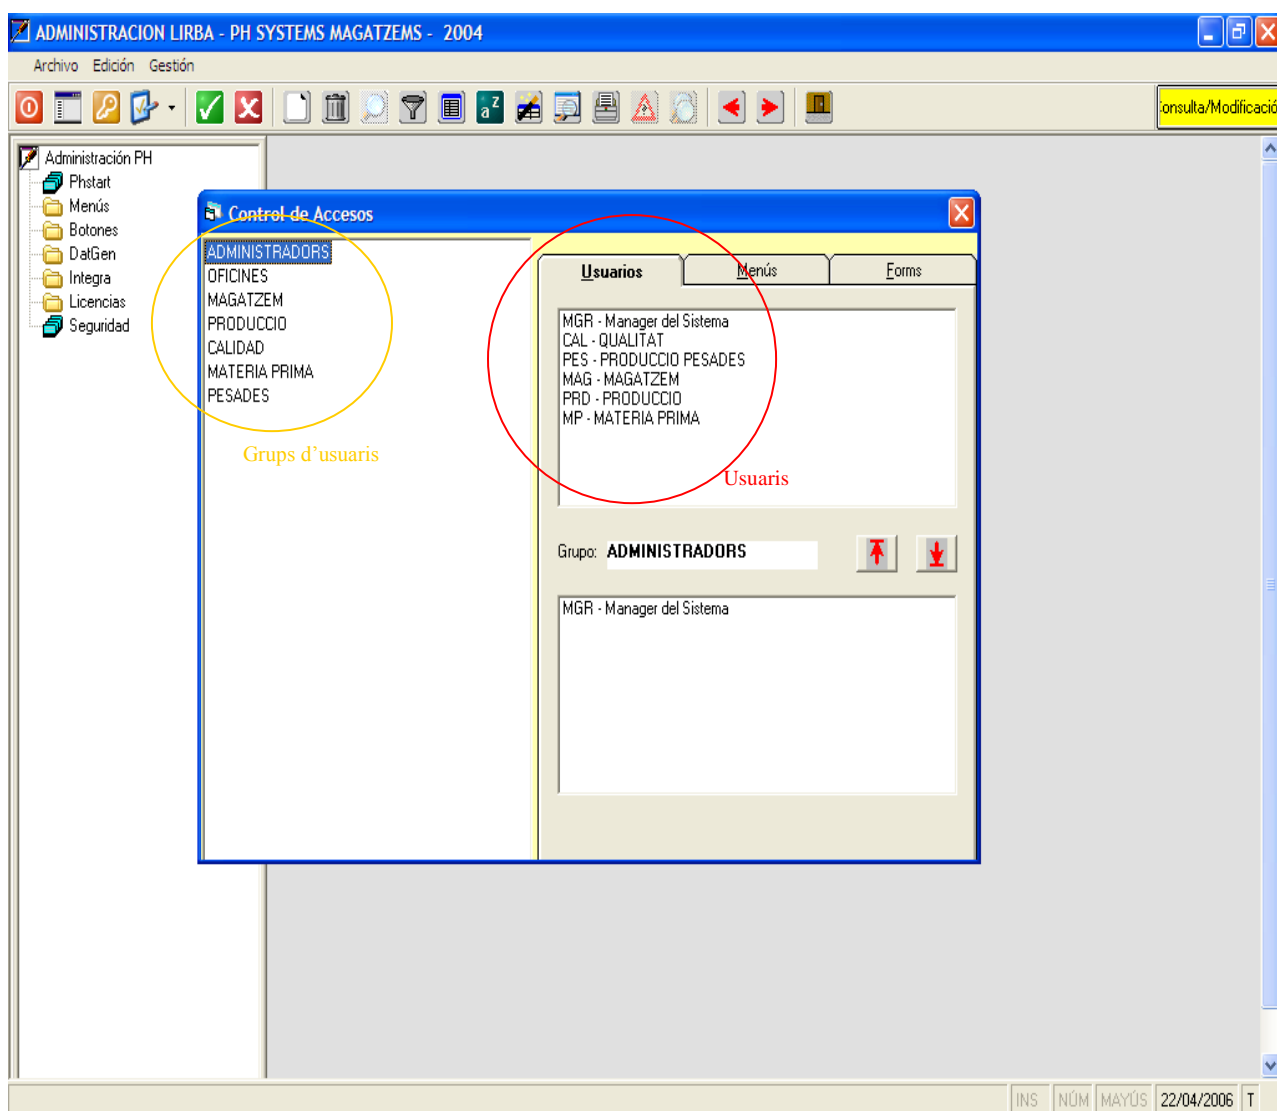 ADMINISTRACION LIRBA - PH SYSTEMS MAGATZEMS - 2004
Archivo Edición Gestión
onsulta/Modificació
Administración PH
Phstart
Menús
Botones
DatGen
Integra
Licencias
Seguridad
Control de Accesos
ADMINISTRADORS
OFICINES
MAGATZEM
PRODUCCIO
CALIDAD
MATERIA PRIMA
PESADES
Grups d’usuaris
Usuarios Menús Forms
MGR - Manager del Sistema
CAL - QUALITAT
PES - PRODUCCIO PESADES
MAG - MAGATZEM
PRD - PRODUCCIO
MP - MATERIA PRIMA
Usuaris
Grupo: ADMINISTRADORS
MGR - Manager del Sistema
INS NÚM MAYÚS 22/04/2006 T